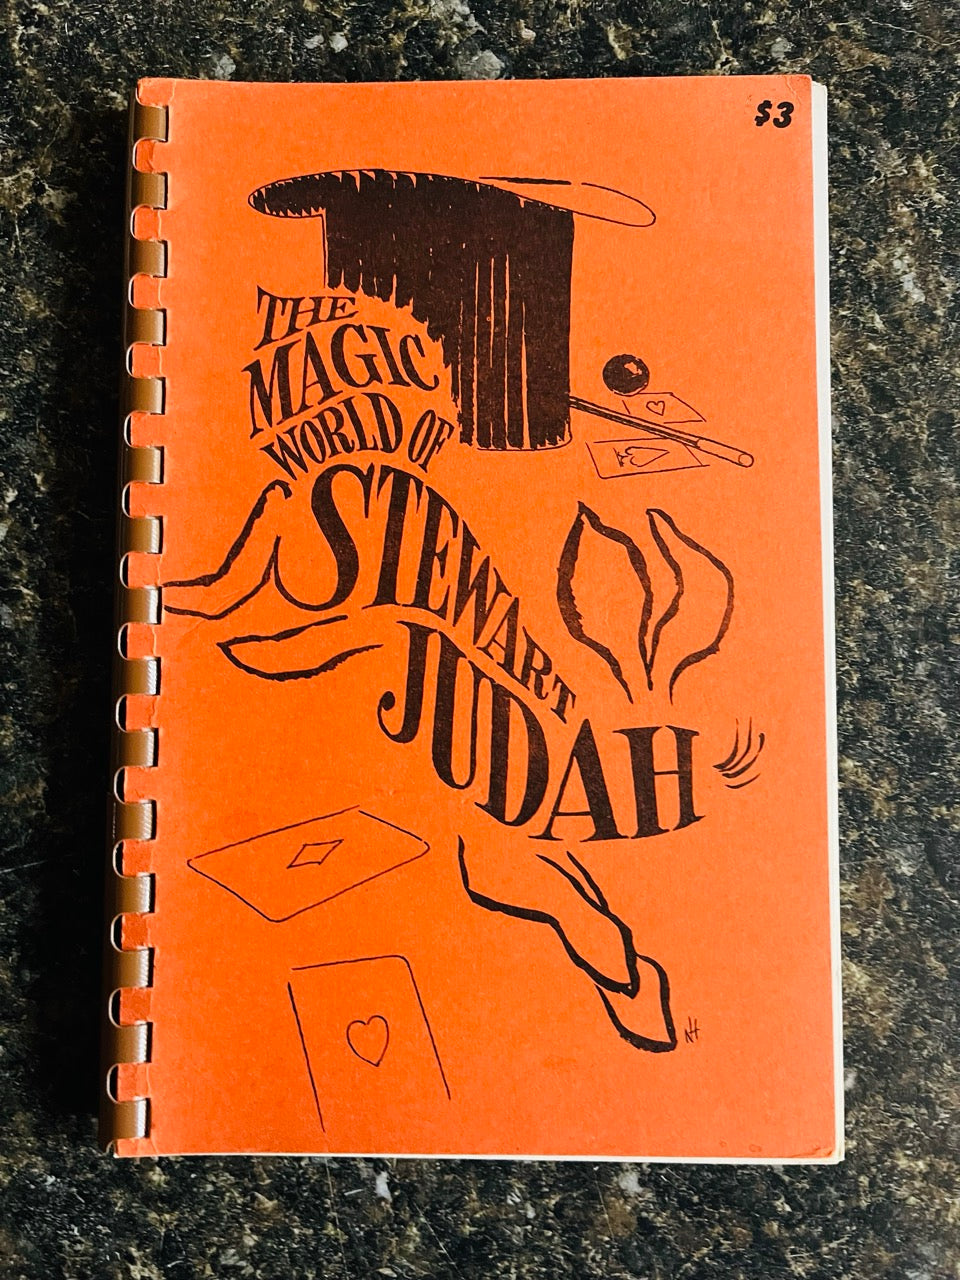 $3
THE
MAGIC
WORLD OF
STEWART
JUDAH